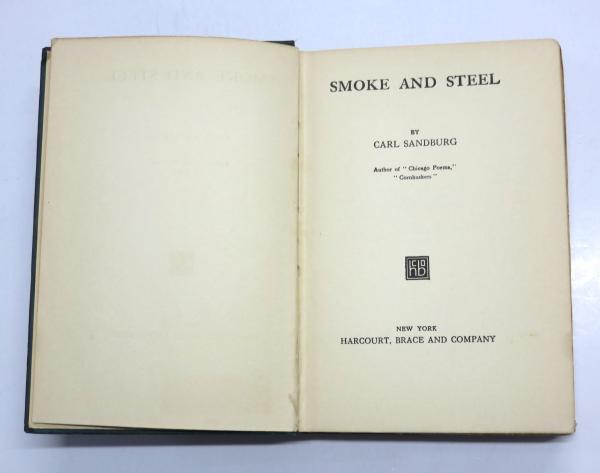 SMOKE AND STEEL
BY
CARL SANDBURG
Author of "Chicago Poems,"
"Cornhuskers"
NEW YORK
HARCOURT, BRACE AND COMPANY